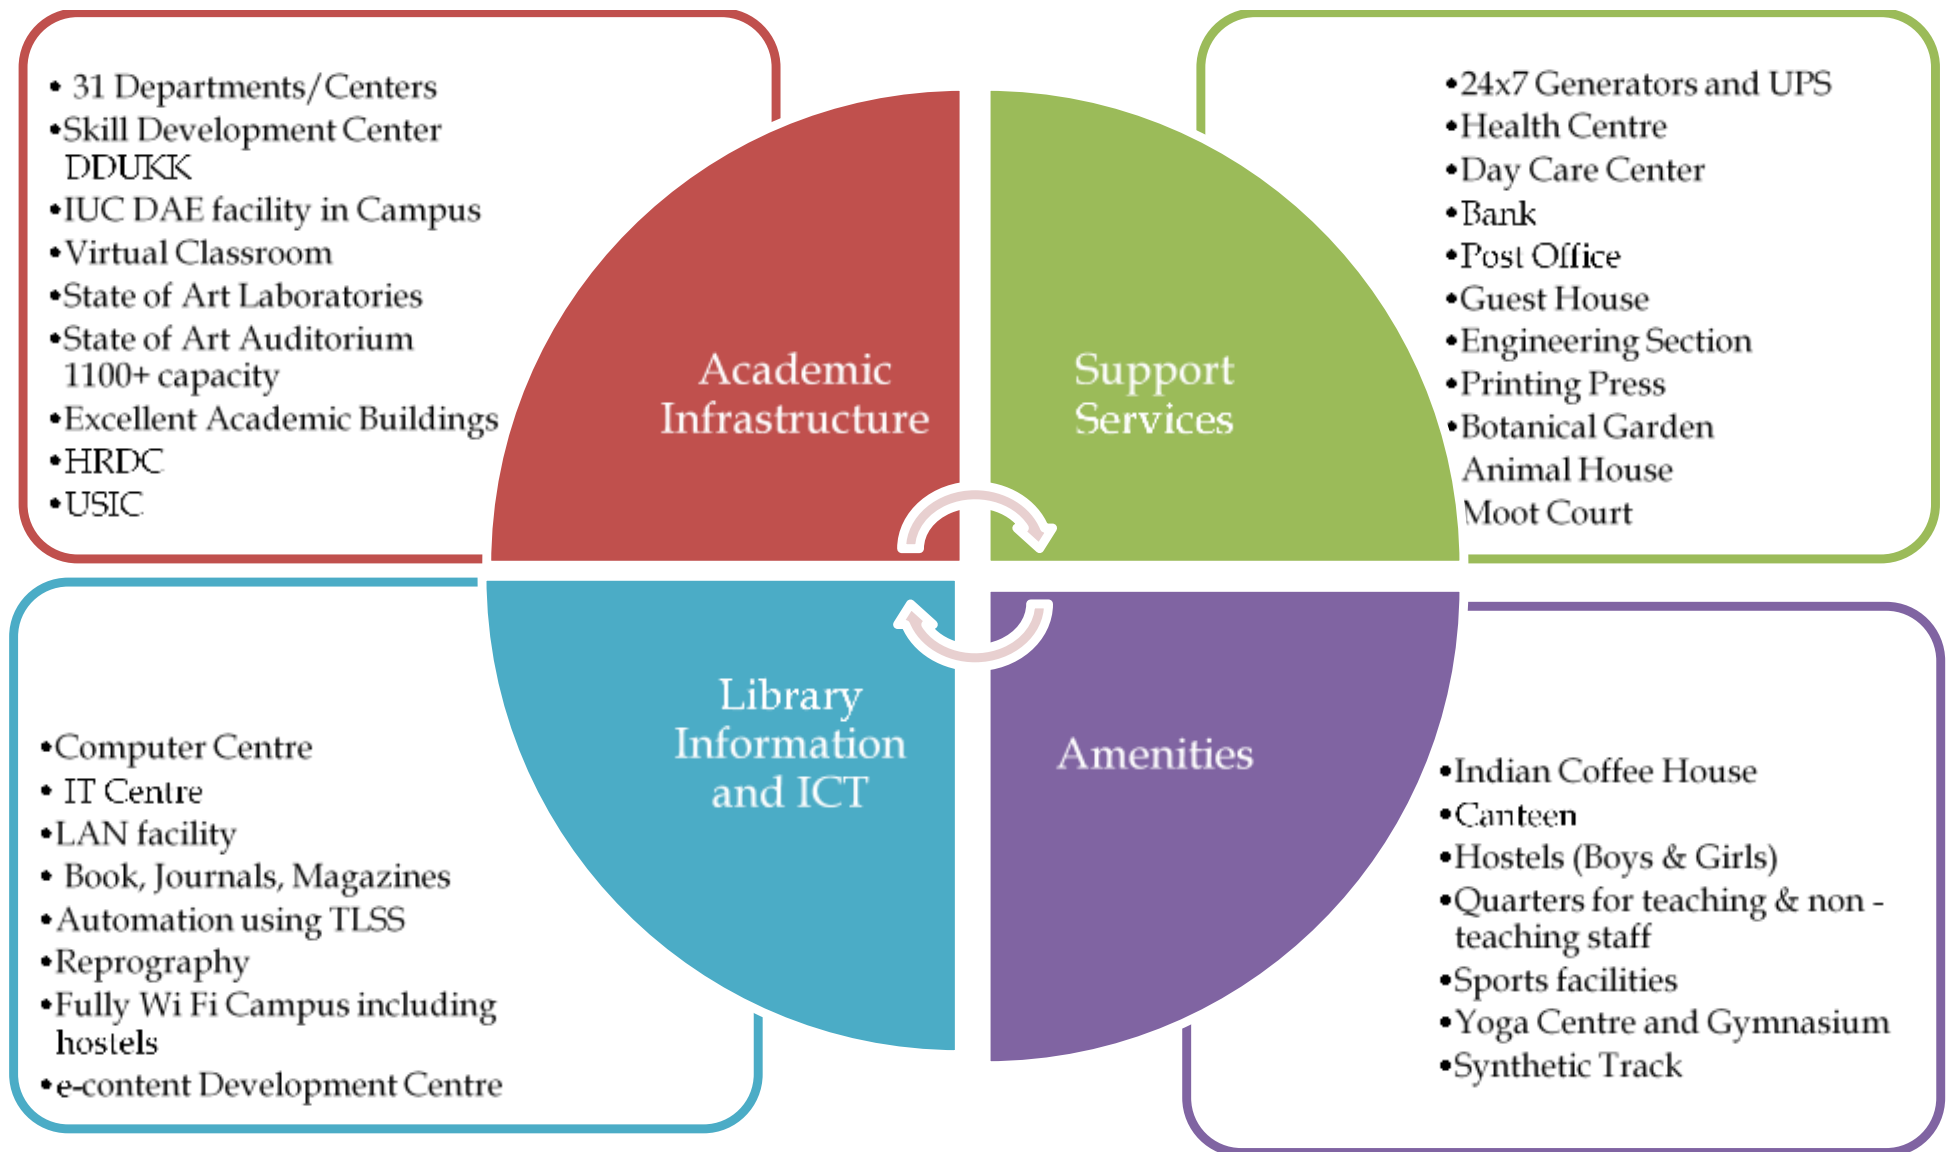 • 31 Departments/Centers
•Skill Development Center
DDUKK
•IUC DAE facility in Campus
•Virtual Classroom
•State of Art Laboratories
•State of Art Auditorium
1100+ capacity
•Excellent Academic Buildings
•HRDC
•USIC
Academic
Infrastructure
Support
Services
•24x7 Generators and UPS
•Health Centre
•Day Care Center
•Bank
•Post Office
•Guest House
•Engineering Section
•Printing Press
•Botanical Garden
Animal House
Moot Court
•Computer Centre
• IT Centre
•LAN facility
• Book, Journals, Magazines
•Automation using TLSS
•Reprography
•Fully Wi Fi Campus including
hostels
•e-content Development Centre
Library
Information
and ICT
Amenities
•Indian Coffee House
•Canteen
•Hostels (Boys & Girls)
•Quarters for teaching & non -
teaching staff
•Sports facilities
•Yoga Centre and Gymnasium
•Synthetic Track